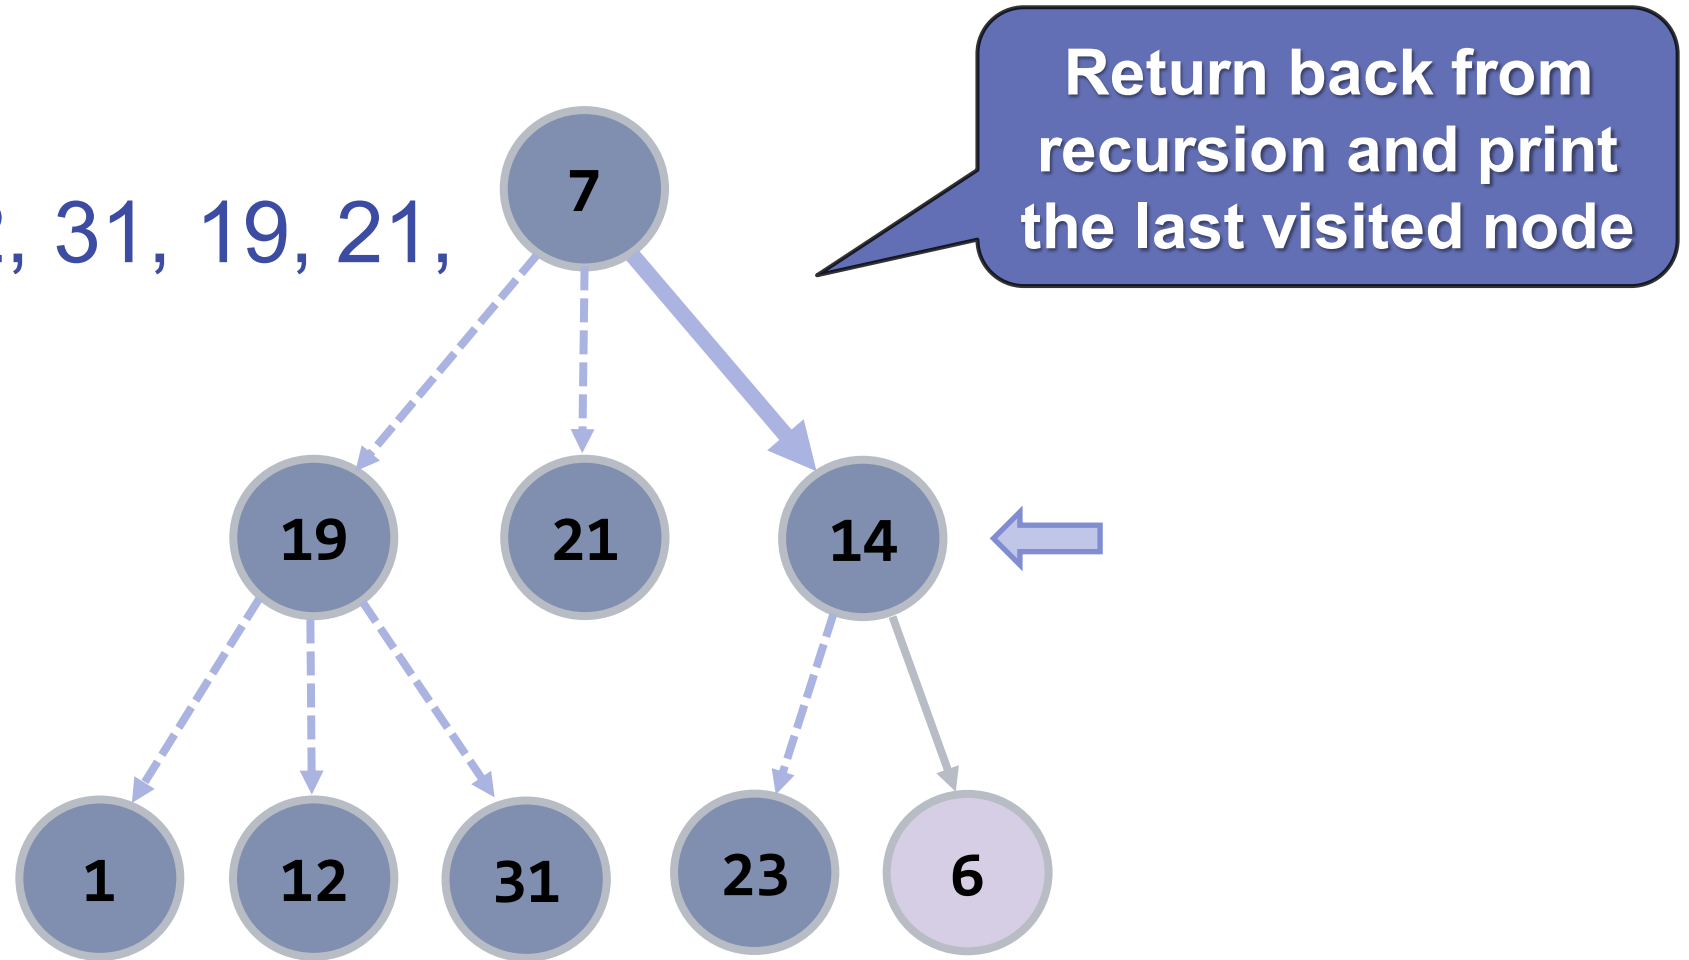 Return back from
recursion and print
the last visited node
7
, 31, 19, 21,
19
21
14
1
12
31
23
6